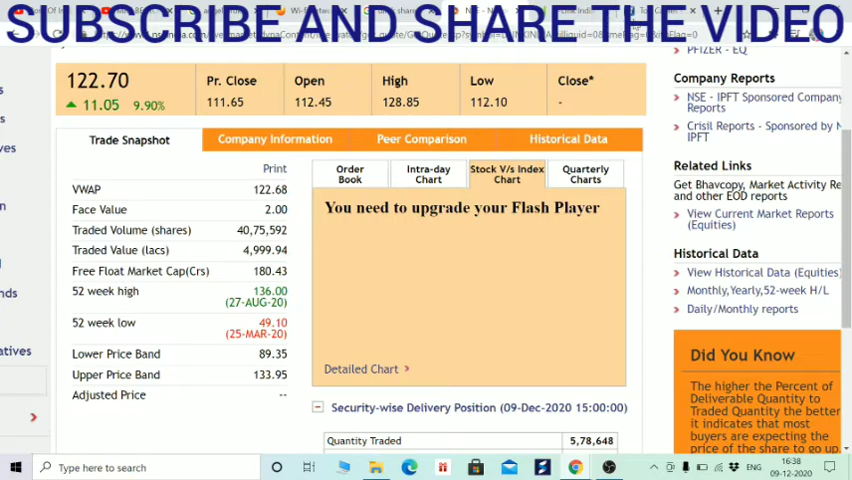 SUBSCRIBE AND SHARE THE VIDEO
PFIZER - EQ
122.70
11.05 9.90%
Pr. Close
111.65
Open
112.45
High
128.85
Low
112.10
Close*
-
Company Reports
NSE - IPFT Sponsored Company
Reports
Crisil Reports - Sponsored by N
IPFT
Trade Snapshot
Company Information
Peer Comparison
Historical Data
Print
VWAP 122.68
Face Value 2.00
Traded Volume (shares) 40,75,592
Traded Value (lacs) 4,999.94
Free Float Market Cap(Crs) 180.43
52 week high 136.00
(27-AUG-20)
52 week low 49.10
(25-MAR-20)
Lower Price Band 89.35
Upper Price Band 133.95
Adjusted Price --
Order
Book
Intra-day
Chart
Stock V/s Index
Chart
Quarterly
Charts
You need to upgrade your Flash Player
Detailed Chart
Security-wise Delivery Position (09-Dec-2020 15:00:00)
Quantity Traded 5,78,648
Related Links
Get Bhavcopy, Market Activity Re
and other EOD reports
View Current Market Reports
(Equities)
Historical Data
View Historical Data (Equities)
Monthly,Yearly,52-week H/L
Daily/Monthly reports
Did You Know
The higher the Percent of
Deliverable Quantity to
Traded Quantity the better
it indicates that most
buyers are expecting the
price of the share to go up.
ves
n
nds
atives
Type here to search
ENG
16:38
09-12-2020